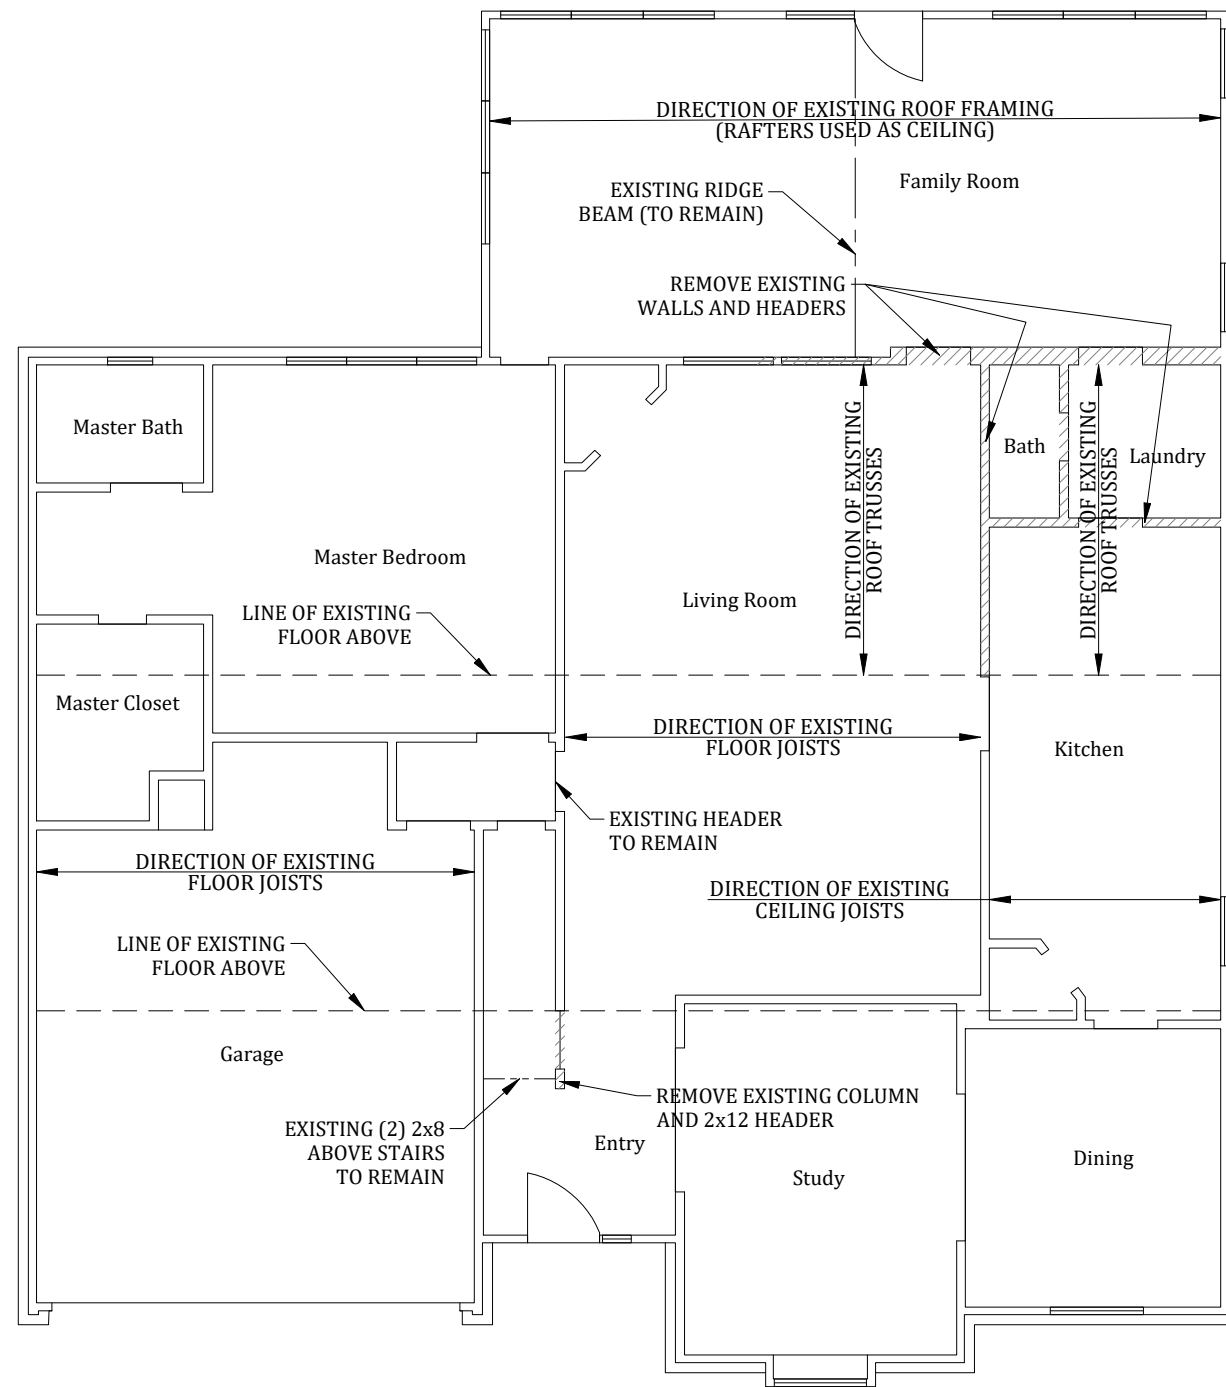 DIRECTION OF EXISTING ROOF FRAMING
(RAFTERS USED AS CEILING)
Family Room
EXISTING RIDGE
BEAM (TO REMAIN)
REMOVE EXISTING
WALLS AND HEADERS
Master Bath
Bath
Laundry
DIRECTION OF EXISTING
ROOF TRUSSES
DIRECTION OF EXISTING
ROOF TRUSSES
Master Bedroom
Living Room
LINE OF EXISTING
FLOOR ABOVE
Master Closet
DIRECTION OF EXISTING
FLOOR JOISTS
Kitchen
EXISTING HEADER
TO REMAIN
DIRECTION OF EXISTING
FLOOR JOISTS
DIRECTION OF EXISTING
CEILING JOISTS
LINE OF EXISTING
FLOOR ABOVE
Garage
REMOVE EXISTING COLUMN
AND 2x12 HEADER
EXISTING (2) 2x8
ABOVE STAIRS
TO REMAIN
Entry
Study
Dining